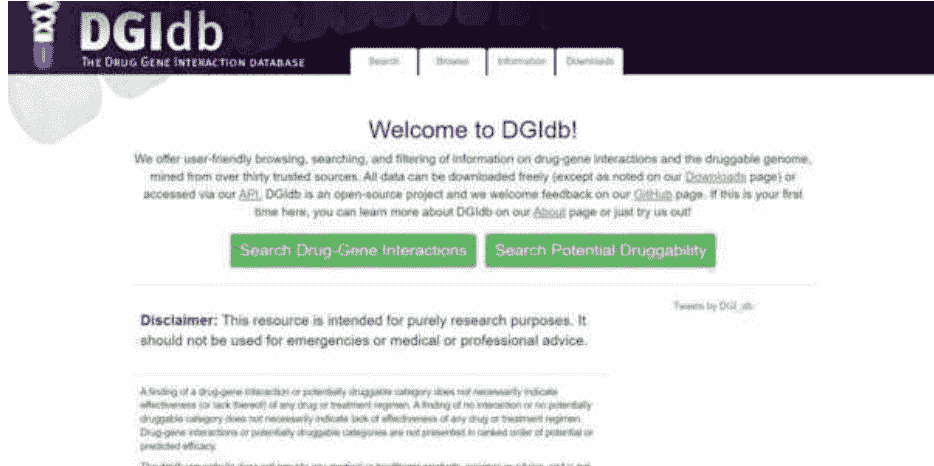 DGIdb
THE DRUG GENE INTERACTION DATABASE
Search Browse Information Downloads
Welcome to DGIdb!
We offer user-friendly browsing, searching, and filtering of information on drug-gene interactions and the druggable genome,
mined from over thirty trusted sources. All data can be downloaded freely (except as noted on our Downloads page) or
accessed via our API. DGIdb is an open-source project and we welcome feedback on our GitHub page. If this is your first
time here, you can learn more about DGIdb on our About page or just try us out!
Search Drug-Gene Interactions Search Potential Druggability
Tweets by DGI_db
Disclaimer: This resource is intended for purely research purposes. It
should not be used for emergencies or medical or professional advice.
A finding of a drug-gene interaction or potentially druggable category does not necessarily indicate
effectiveness (or lack thereof) of any drug or treatment regimen. A finding of no interaction or no potentially
druggable category does not necessarily indicate lack of effectiveness of any drug or treatment regimen.
Drug-gene interactions or potentially druggable categories are not presented in ranked order of potential or
predicted efficacy.